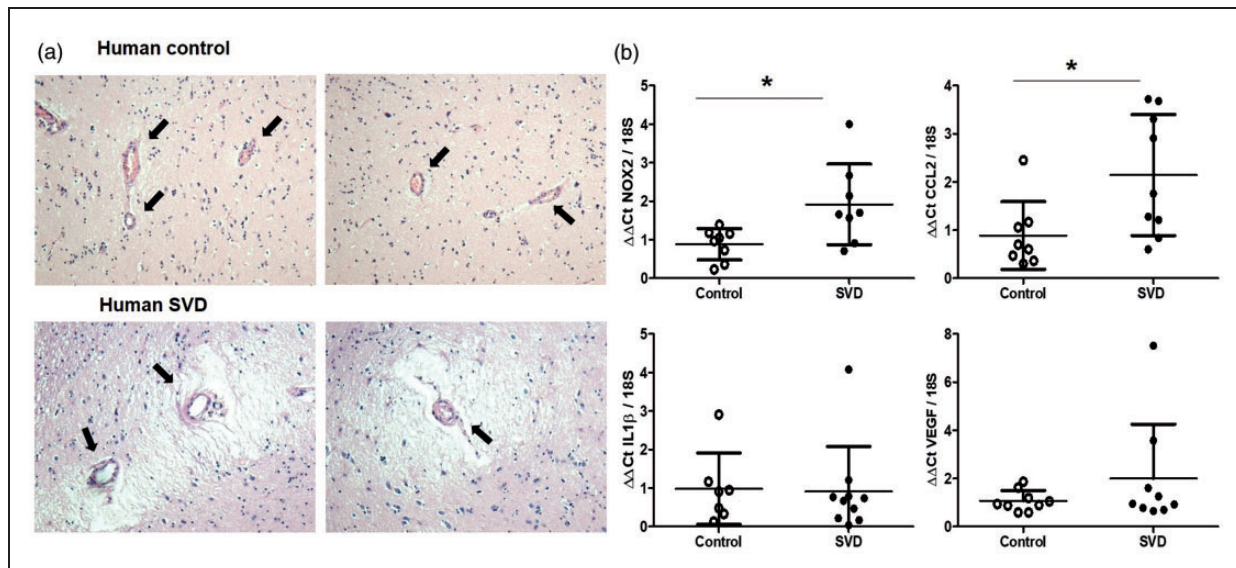 (a)
Human control
Human SVD
(b)
ΔΔCt NOX2 / 18S
5
4
3
2
1
0
*
Control
SVD
ΔΔCt CCL2 / 18S
4
3
2
1
0
*
Control
SVD
ΔΔCt IL1β / 18S
5
4
3
2
1
0
Control
SVD
ΔΔCt VEGF / 18S
8
6
4
2
0
Control
SVD